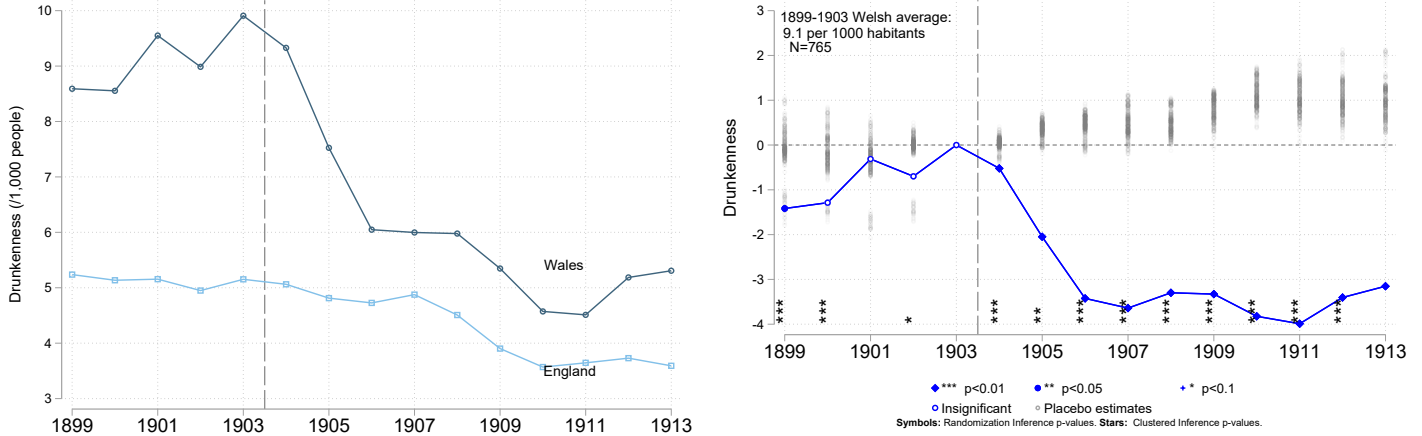 10
9
8
7
6
5
4
3
Drunkenness (/1,000 people)
Wales
England
1899 1901 1903 1905 1907 1909 1911 1913
3
2
1
0
-1
-2
-3
-4
Drunkenness
1899-1903 Welsh average:
9.1 per 1000 habitants
N=765
*** *** * *** ** *** *** *** *** *** *** ***
1899 1901 1903 1905 1907 1909 1911 1913
*** p<0.01 ** p<0.05 * p<0.1
Insignificant Placebo estimates
Symbols: Randomization Inference p-values. Stars: Clustered Inference p-values.